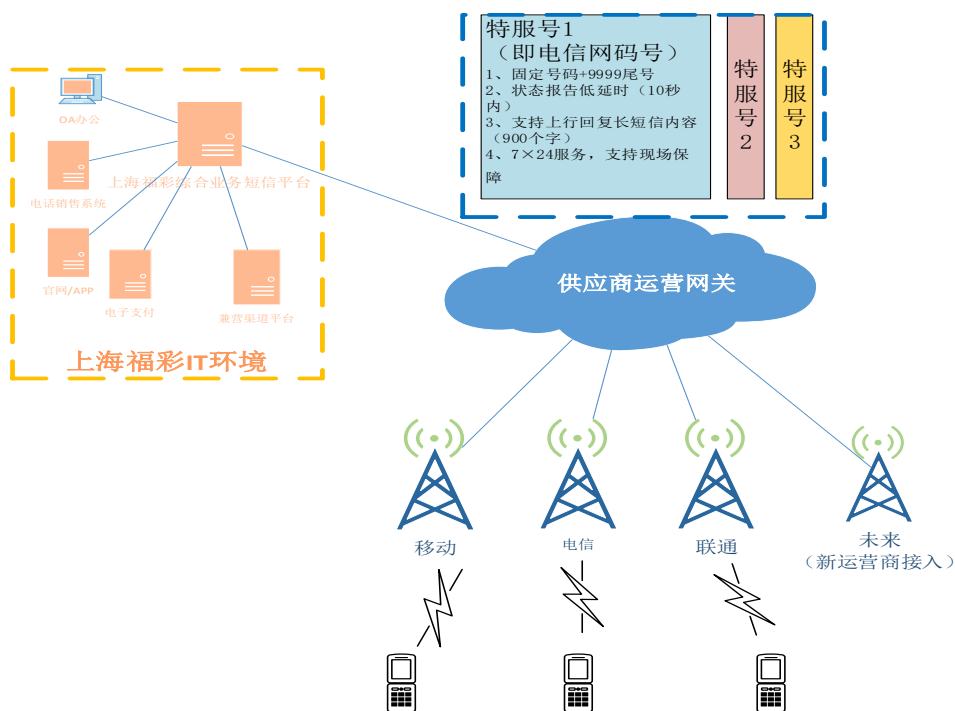 特服号1
（即电信网码号）
1、固定号码+9999尾号
2、状态报告低延时（10秒
内）
3、支持上行回复长短信内容
（900个字）
4、7×24服务，支持现场保
障
特服号2
特服号3
OA办公
上海福彩综合业务短信平台
电话销售系统
官网/APP
电子支付
兼营渠道平台
上海福彩IT环境
供应商运营网关
移动
电信
联通
未来
（新运营商接入）